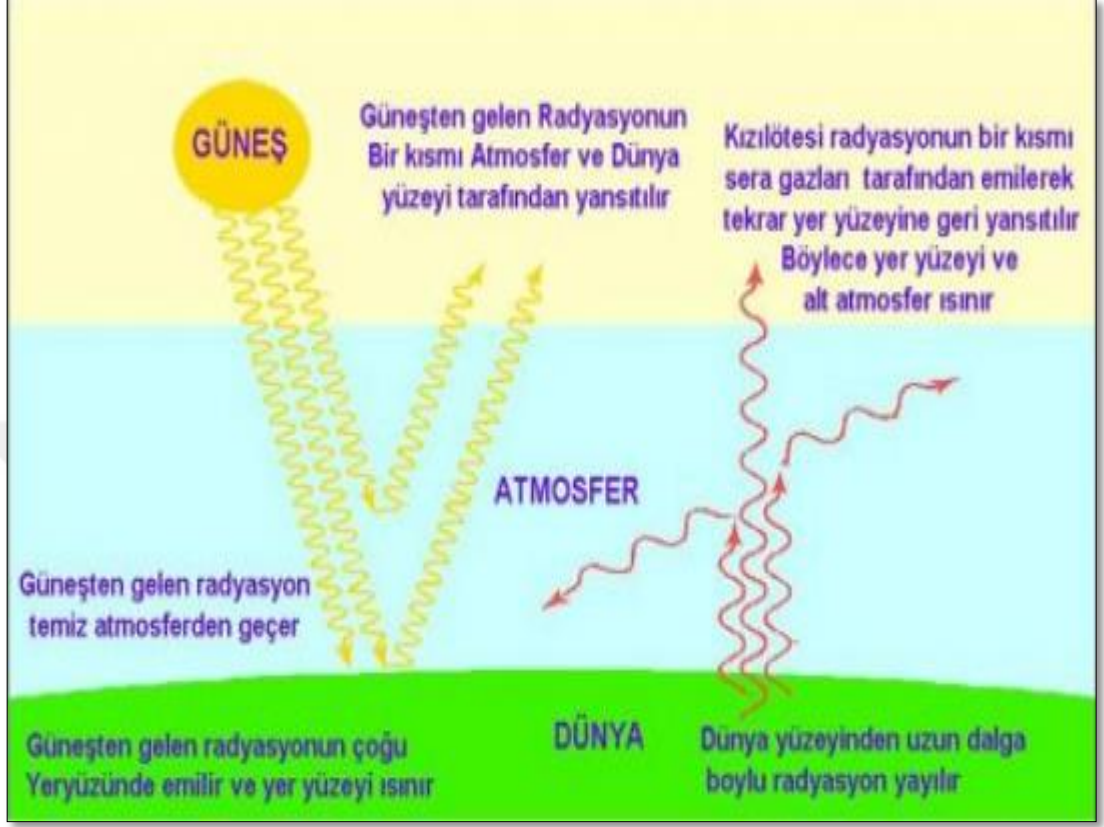 GÜNEŞ
Güneşten gelen Radyasyonun
Bir kısmı Atmosfer ve Dünya
yüzeyi tarafından yansıtılır
Kızılötesi radyasyonun bir kısmı
sera gazları tarafından emilerek
tekrar yer yüzeyine geri yansıtılır
Böylece yer yüzeyi ve
alt atmosfer ısınır
ATMOSFER
Güneşten gelen radyasyon
temiz atmosferden geçer
Güneşten gelen radyasyonun çoğu
Yeryüzünde emilir ve yer yüzeyi ısınır
DÜNYA
Dünya yüzeyinden uzun dalga
boylu radyasyon yayılır